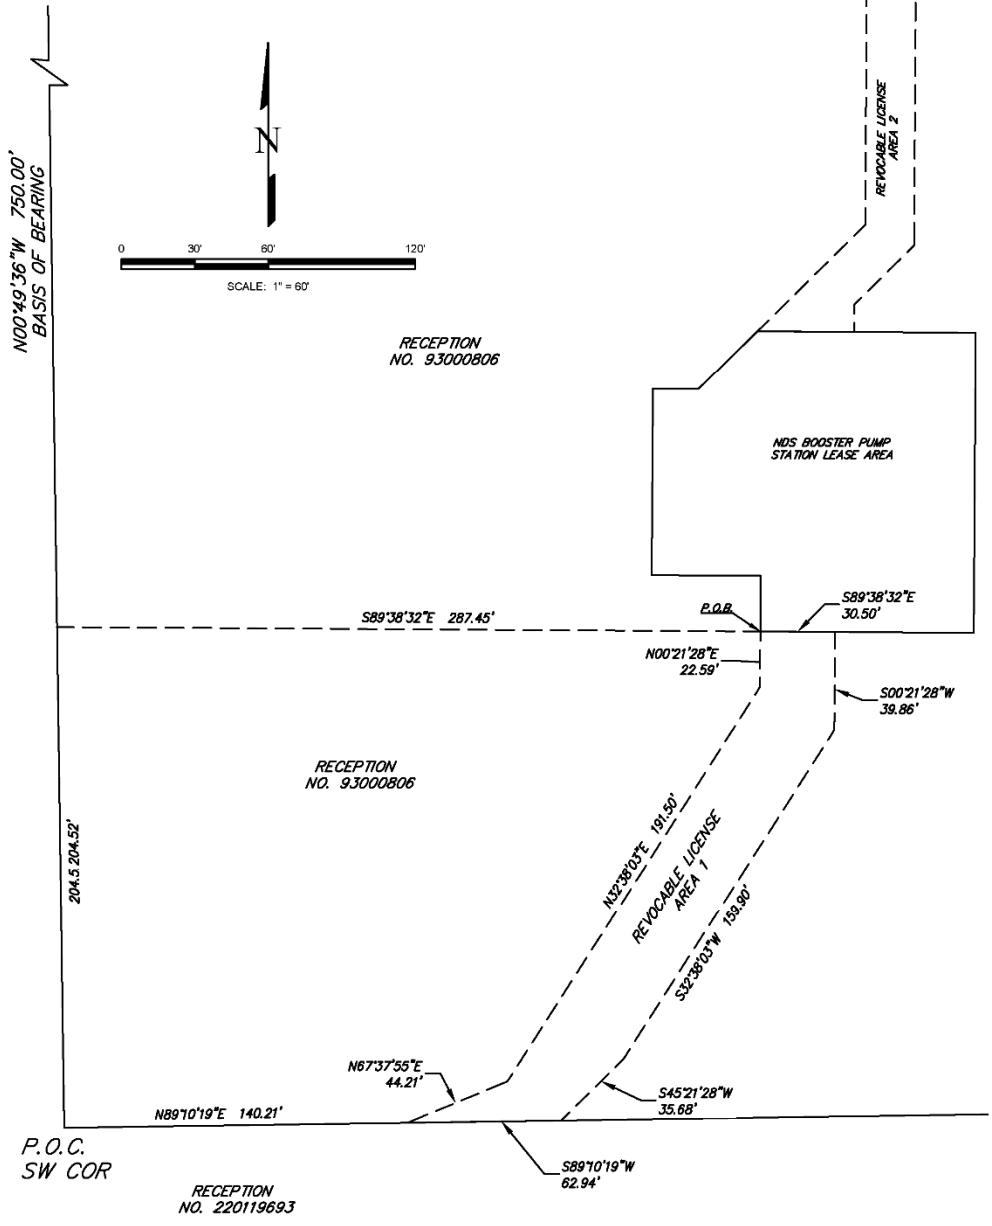 REVOCABLE LICENSE
AREA 2
N00°49'36"W 750.00'
BASIS OF BEARING
N
0 30' 60' 120'
SCALE: 1" = 60'
RECEPTION
NO. 93000806
NDS BOOSTER PUMP
STATION LEASE AREA
S89°38'32"E 287.45'
P.O.B.
S89°38'32"E
30.50'
N00°21'28"E
22.59'
S00°21'28"W
39.86'
RECEPTION
NO. 93000806
204.5 204.52'
N32°38'03"E 191.50'
REVOCABLE LICENSE
AREA 1
S32°38'03"W 159.90'
N67°37'55"E
44.21'
S45°21'28"W
35.68'
N89°10'19"E 140.21'
P.O.C.
SW COR
S89°10'19"W
62.94'
RECEPTION
NO. 220119693